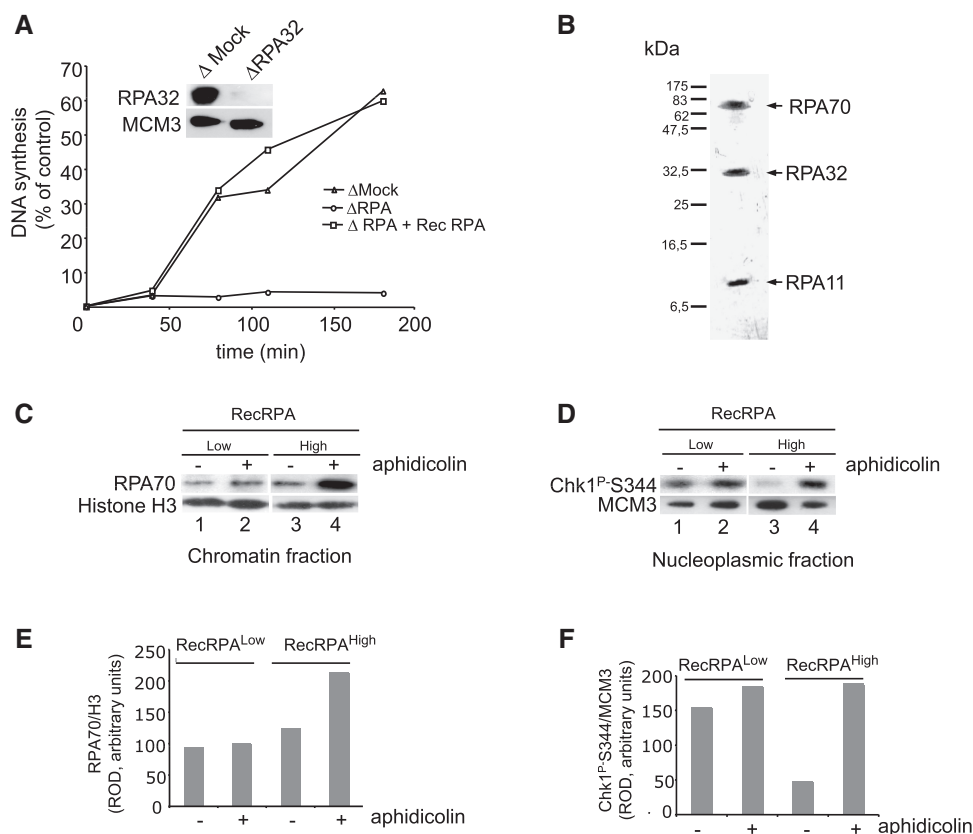 A
Δ Mock
ΔRPA32
RPA32
MCM3
DNA synthesis
(% of control)
70
60
50
40
30
20
10
0
50
100
150
200
time (min)
ΔMock
ΔRPA
Δ RPA + Rec RPA
B
kDa
175
83
62
47,5
32,5
25
16,5
6,5
RPA70
RPA32
RPA11
C
RecRPA
Low High
- + - + aphidicolin
RPA70
Histone H3
1 2 3 4
Chromatin fraction
D
RecRPA
Low High
- + - + aphidicolin
Chk1P-S344
MCM3
1 2 3 4
Nucleoplasmic fraction
E
RPA70/H3
(ROD, arbitrary units)
250
200
150
100
50
0
RecRPALow RecRPAHigh
- + - + aphidicolin
F
Chk1P-S344/MCM3
(ROD, arbitrary units)
200
150
100
50
0
RecRPALow RecRPAHigh
- + - + aphidicolin